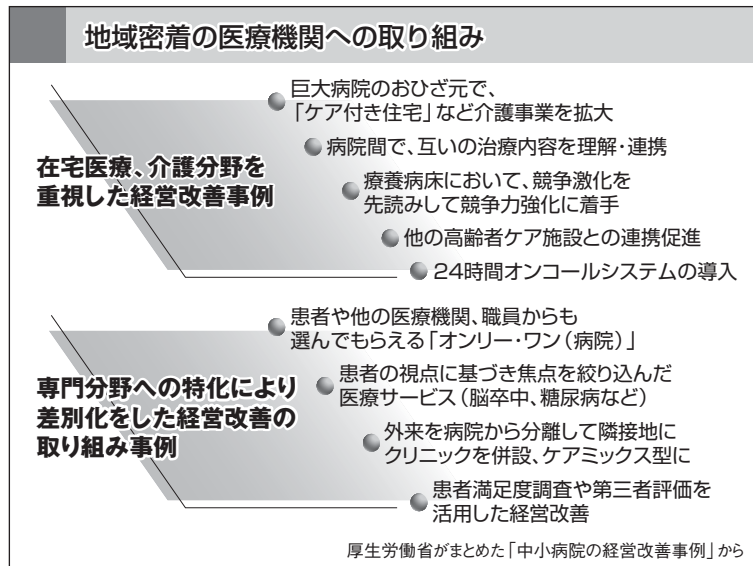 地域密着の医療機関への取り組み
在宅医療、介護分野を
重視した経営改善事例
巨大病院のおひざ元で、
「ケア付き住宅」など介護事業を拡大
病院間で、互いの治療内容を理解・連携
療養病床において、競争激化を
先読みして競争力強化に着手
他の高齢者ケア施設との連携促進
24時間オンコールシステムの導入
専門分野への特化により
差別化をした経営改善の
取り組み事例
患者や他の医療機関、職員からも
選んでもらえる「オンリー・ワン(病院)」
患者の視点に基づき焦点を絞り込んだ
医療サービス(脳卒中、糖尿病など)
外来を病院から分離して隣接地に
クリニックを併設、ケアミックス型に
患者満足度調査や第三者評価を
活用した経営改善
厚生労働省がまとめた「中小病院の経営改善事例」から